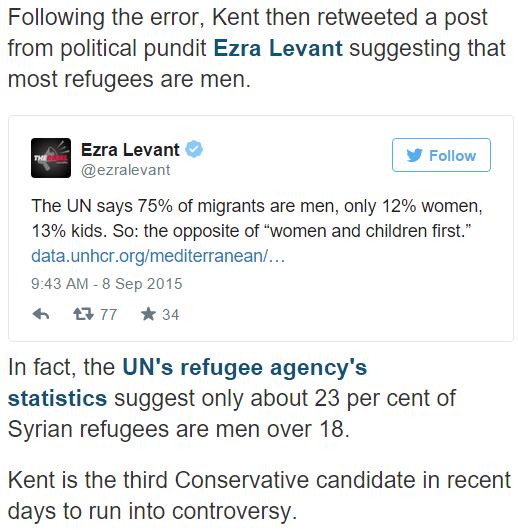 Following the error, Kent then retweeted a post
from political pundit Ezra Levant suggesting that
most refugees are men.
Ezra Levant
@ezralevant
Follow
The UN says 75% of migrants are men, only 12% women,
13% kids. So: the opposite of “women and children first.”
data.unhcr.org/mediterranean/…
9:43 AM - 8 Sep 2015
77 34
In fact, the UN's refugee agency's
statistics suggest only about 23 per cent of
Syrian refugees are men over 18.
Kent is the third Conservative candidate in recent
days to run into controversy.